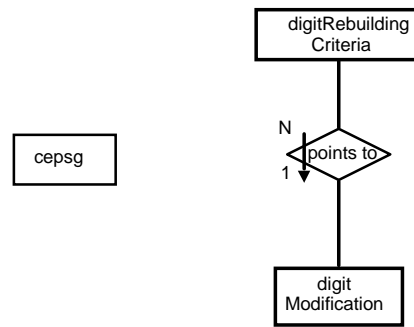 digitRebuilding
Criteria
N
points to
cepsg
1
digit
Modification